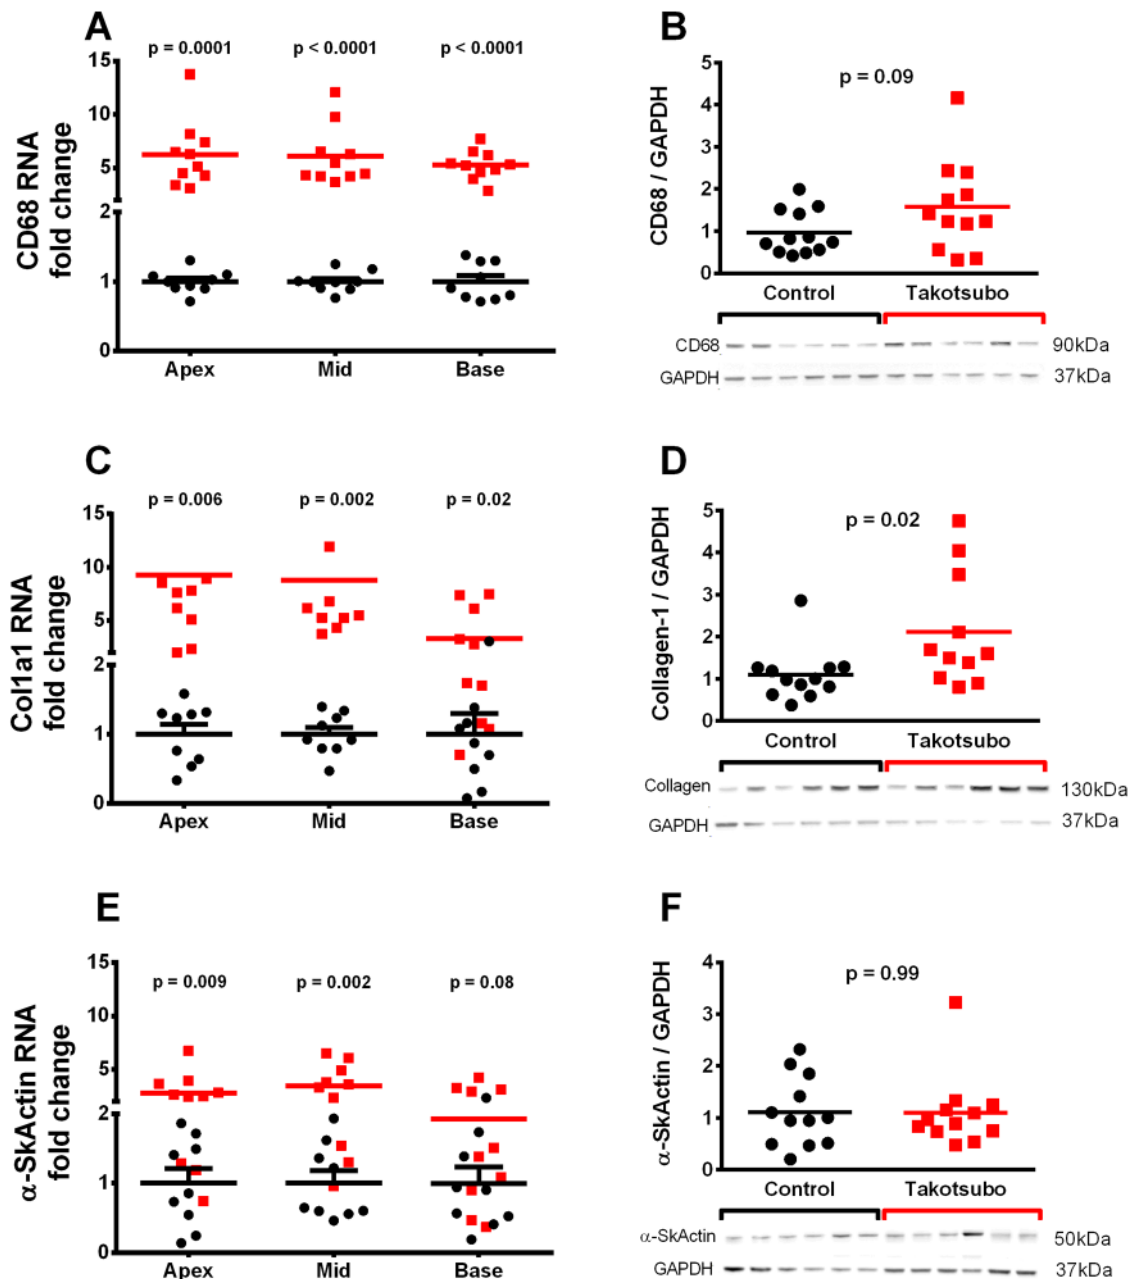 A
p = 0.0001
p < 0.0001
p < 0.0001
CD68 RNA
fold change
15
10
5
2
1
0
Apex
Mid
Base
B
p = 0.09
CD68 / GAPDH
5
4
3
2
1
0
Control
Takotsubo
CD68
90kDa
GAPDH
37kDa
C
p = 0.006
p = 0.002
p = 0.02
Col1a1 RNA
fold change
15
10
5
2
1
0
Apex
Mid
Base
D
p = 0.02
Collagen-1 / GAPDH
5
4
3
2
1
0
Control
Takotsubo
Collagen
130kDa
GAPDH
37kDa
E
p = 0.009
p = 0.002
p = 0.08
α-SkActin RNA
fold change
15
10
5
2
1
0
Apex
Mid
Base
F
p = 0.99
α-SkActin / GAPDH
4
3
2
1
0
Control
Takotsubo
α-SkActin
50kDa
GAPDH
37kDa